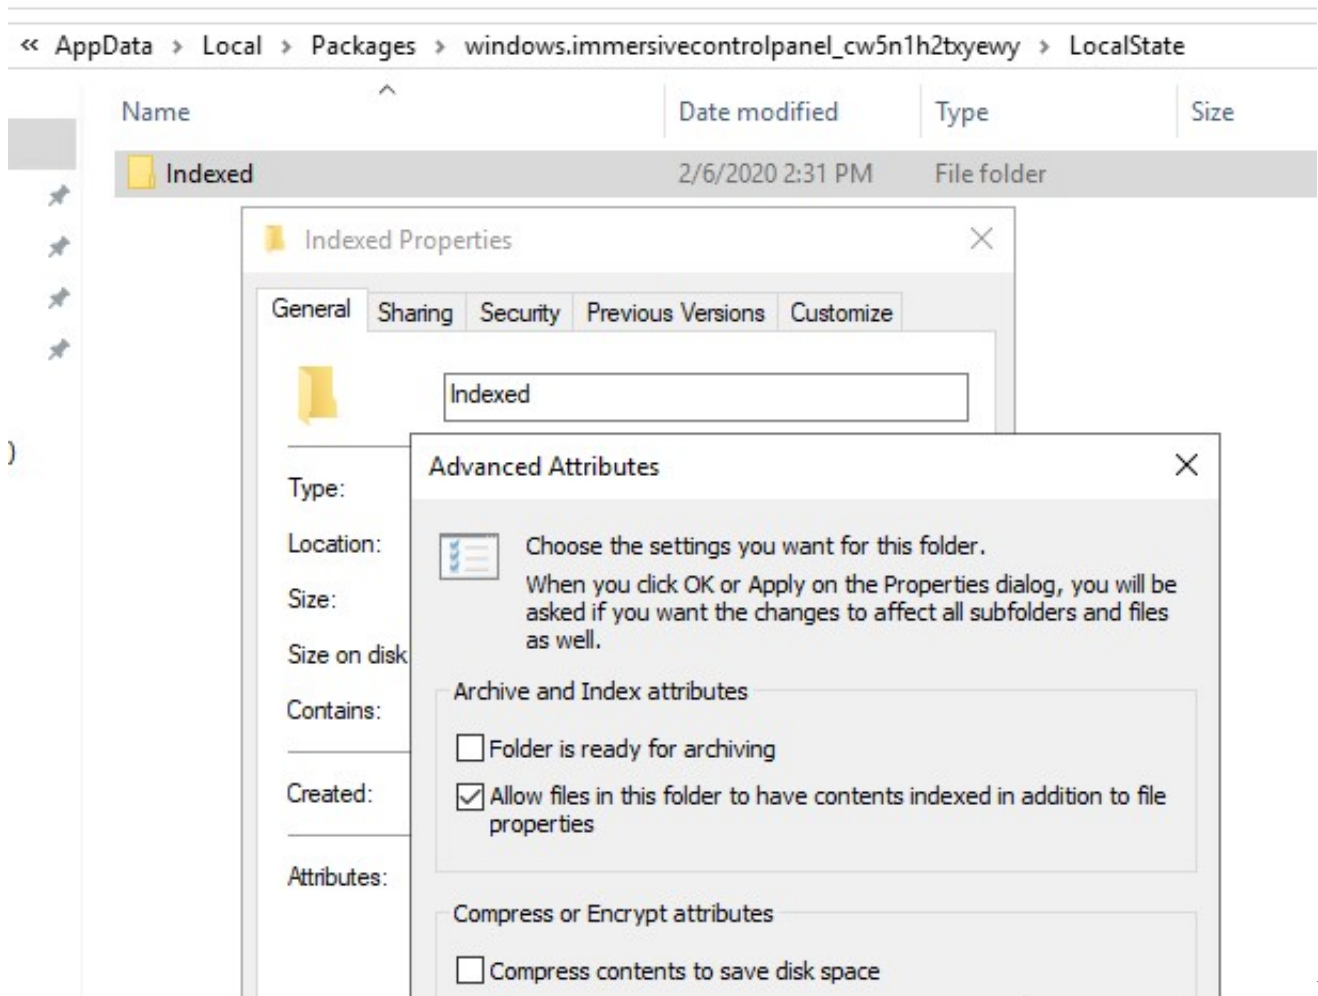 « AppData > Local > Packages > windows.immersivecontrolpanel_cw5n1h2txyewy > LocalState
Name Date modified Type Size
Indexed 2/6/2020 2:31 PM File folder
Indexed Properties
General Sharing Security Previous Versions Customize
Indexed
)
Advanced Attributes
Type:
Location:
Size:
Size on disk
Contains:
Created:
Attributes:
Choose the settings you want for this folder.
When you click OK or Apply on the Properties dialog, you will be
asked if you want the changes to affect all subfolders and files
as well.
Archive and Index attributes
Folder is ready for archiving
Allow files in this folder to have contents indexed in addition to file
properties
Compress or Encrypt attributes
Compress contents to save disk space